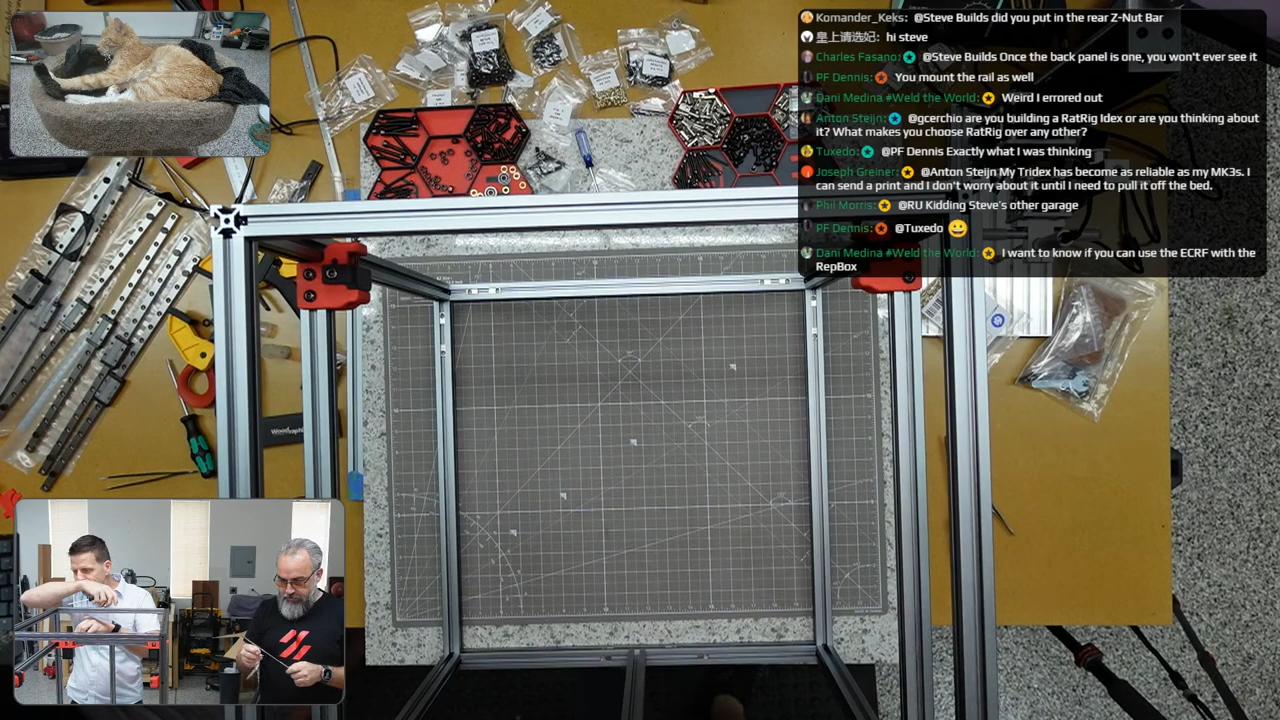 Komander_Keks: @Steve Builds did you put in the rear Z-Nut Bar
皇上请选妃: hi steve
Charles Fasano: @Steve Builds Once the back panel is one, you won't ever see it
PF Dennis: You mount the rail as well
Dani Medina #Weld the World: Weird I errored out
Anton Steijn: @gcerchio are you building a RatRig Idex or are you thinking about
it? What makes you choose RatRig over any other?
Tuxedo: @PF Dennis Exactly what I was thinking
Joseph Greiner: @Anton Steijn My Tridex has become as reliable as my MK3s. I
can send a print and I don't worry about it until I need to pull it off the bed.
Phil Morris: @RU Kidding Steve's other garage
PF Dennis: @Tuxedo 😀
Dani Medina #Weld the World: I want to know if you can use the ECRF with the
RepBox